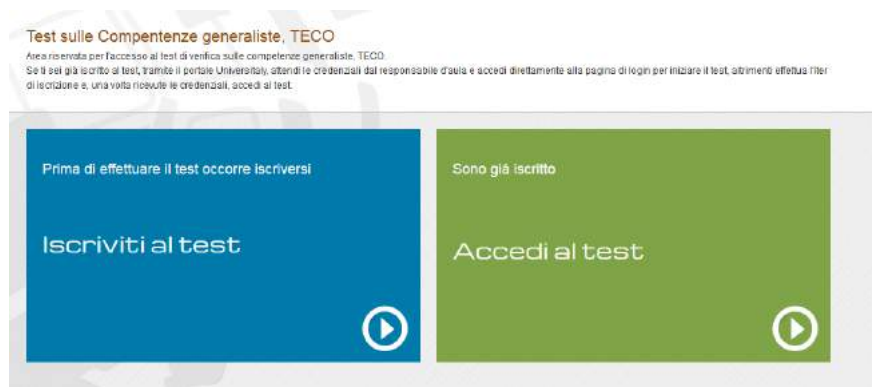 Test sulle Compentenze generaliste, TECO
Area riservata per l'accesso al test di verifica sulle competenze generaliste, TECO.
Se ti sei già iscritto al test, tramite il portale Universitaly, attendi le credenziali dal responsabile d'aula e accedi direttamente alla pagina di login per iniziare il test, altrimenti effettua l'iter
di iscrizione e, una volta ricevute le credenziali, accedi al test.
Prima di effettuare il test occorre iscriversi
Iscriviti al test
Sono già iscritto
Accedi al test